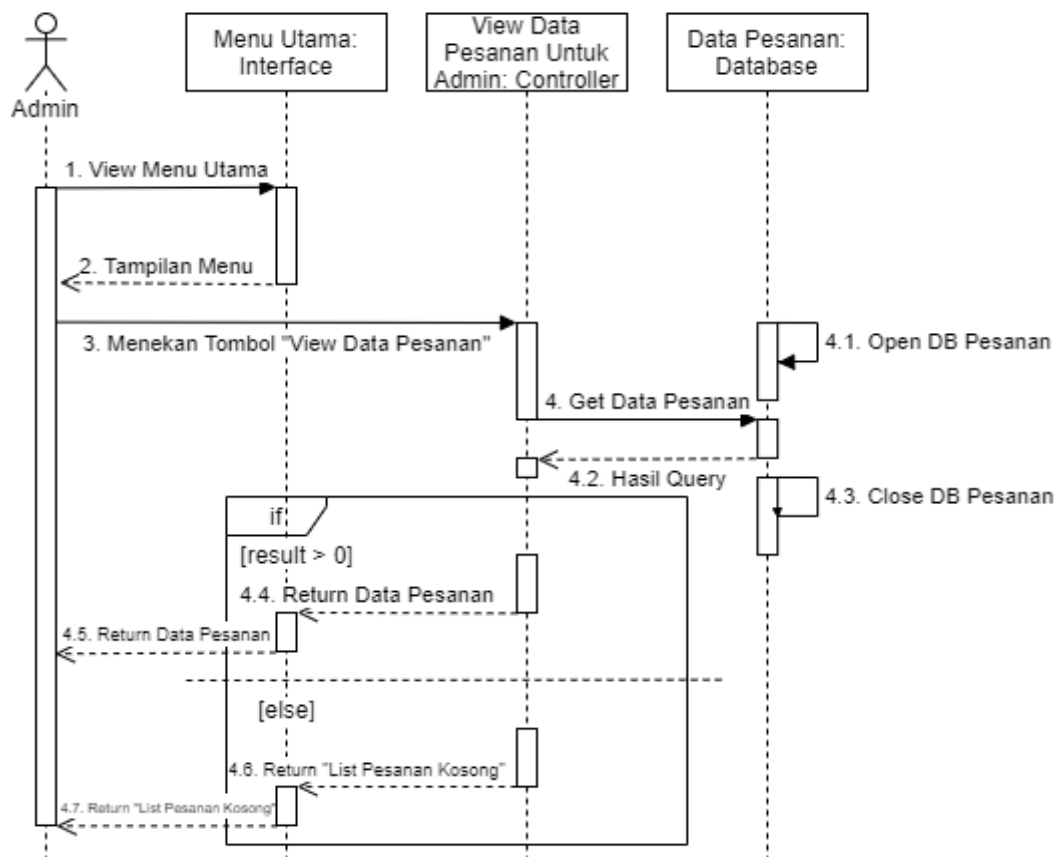 Menu Utama:
Interface
View Data
Pesanan Untuk
Admin: Controller
Data Pesanan:
Database
Admin
1. View Menu Utama
2. Tampilan Menu
3. Menekan Tombol "View Data Pesanan"
4.1. Open DB Pesanan
4. Get Data Pesanan
4.2. Hasil Query
4.3. Close DB Pesanan
if
[result > 0]
4.4. Return Data Pesanan
4.5. Return Data Pesanan
[else]
4.6. Return "List Pesanan Kosong"
4.7. Return "List Pesanan Kosong"